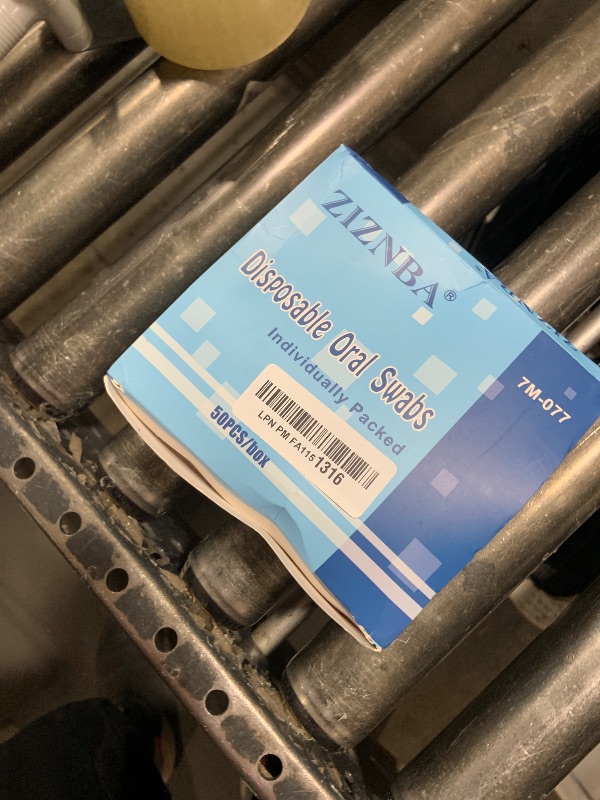 ZIZNBA®
Disposable Oral Swabs
Individually Packed
7M-077
LPN PM FA1151316
50PCS/box